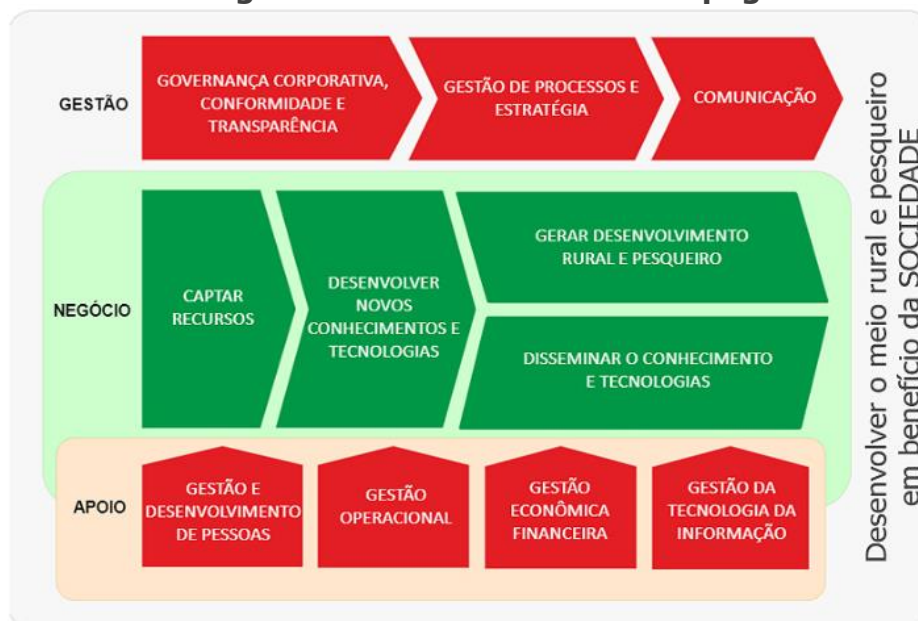 GESTÃO
GOVERNANÇA CORPORATIVA,
CONFORMIDADE E
TRANSPARÊNCIA
GESTÃO DE PROCESSOS E
ESTRATÉGIA
COMUNICAÇÃO
NEGÓCIO
CAPTAR
RECURSOS
DESENVOLVER
NOVOS
CONHECIMENTOS E
TECNOLOGIAS
GERAR DESENVOLVIMENTO
RURAL E PESQUEIRO
DISSEMINAR O CONHECIMENTO
E TECNOLOGIAS
APOIO
GESTÃO E
DESENVOLVIMENTO
DE PESSOAS
GESTÃO
OPERACIONAL
GESTÃO
ECONÔMICA
FINANCEIRA
GESTÃO DA
TECNOLOGIA DA
INFORMAÇÃO
Desenvolver o meio rural e pesqueiro
em benefício da SOCIEDADE